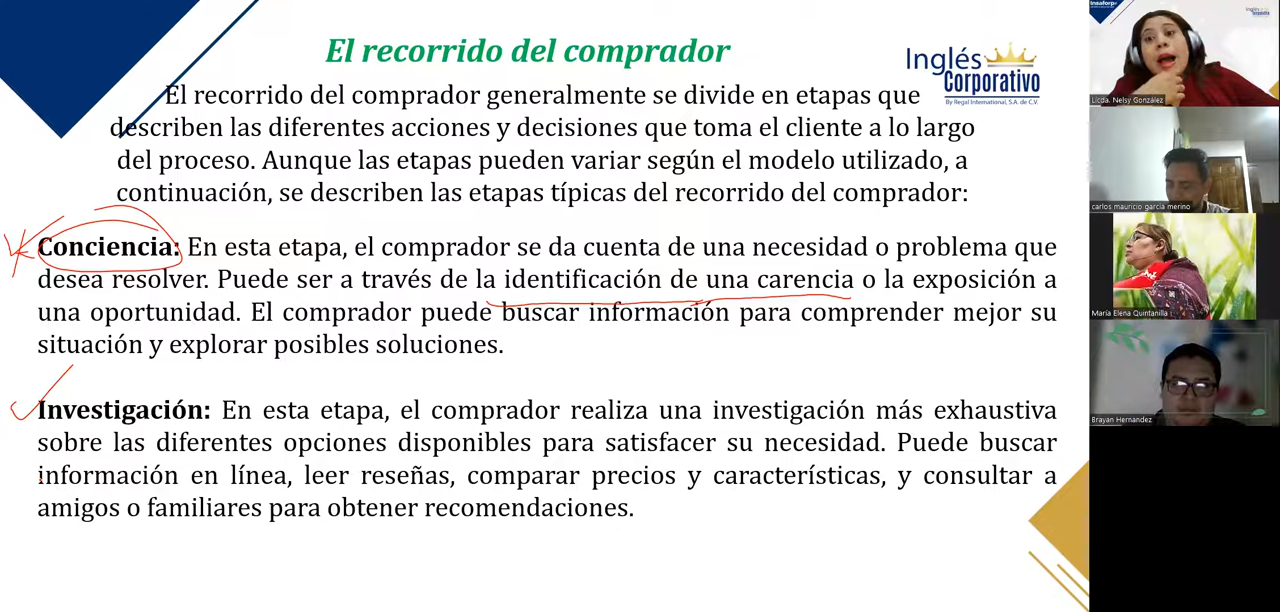 El recorrido del comprador
Inglés
Corporativo
By Regal International, S.A. de C.V.
El recorrido del comprador generalmente se divide en etapas que
describen las diferentes acciones y decisiones que toma el cliente a lo largo
del proceso. Aunque las etapas pueden variar según el modelo utilizado, a
continuación, se describen las etapas típicas del recorrido del comprador:
Conciencia: En esta etapa, el comprador se da cuenta de una necesidad o problema que
desea resolver. Puede ser a través de la identificación de una carencia o la exposición a
una oportunidad. El comprador puede buscar información para comprender mejor su
situación y explorar posibles soluciones.
Investigación: En esta etapa, el comprador realiza una investigación más exhaustiva
sobre las diferentes opciones disponibles para satisfacer su necesidad. Puede buscar
información en línea, leer reseñas, comparar precios y características, y consultar a
amigos o familiares para obtener recomendaciones.
Insaforp
Inglés
Corporativo
Licda. Nelsy González
carlos mauricio garcia merino
María Elena Quintanilla
Brayan Hernandez